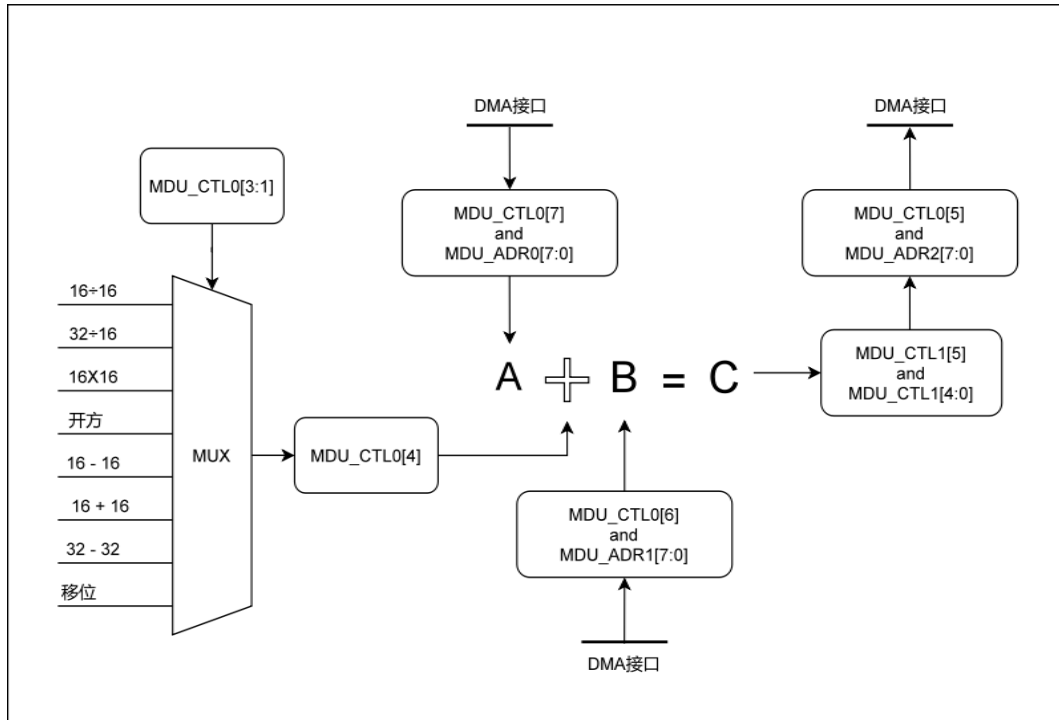 DMA接口
DMA接口
MDU_CTL0[3:1]
MDU_CTL0[7]
and
MDU_ADR0[7:0]
MDU_CTL0[5]
and
MDU_ADR2[7:0]
16÷16
32÷16
16X16
开方
16 - 16
16 + 16
32 - 32
移位
MUX
MDU_CTL0[4]
A + B = C
MDU_CTL1[5]
and
MDU_CTL1[4:0]
MDU_CTL0[6]
and
MDU_ADR1[7:0]
DMA接口